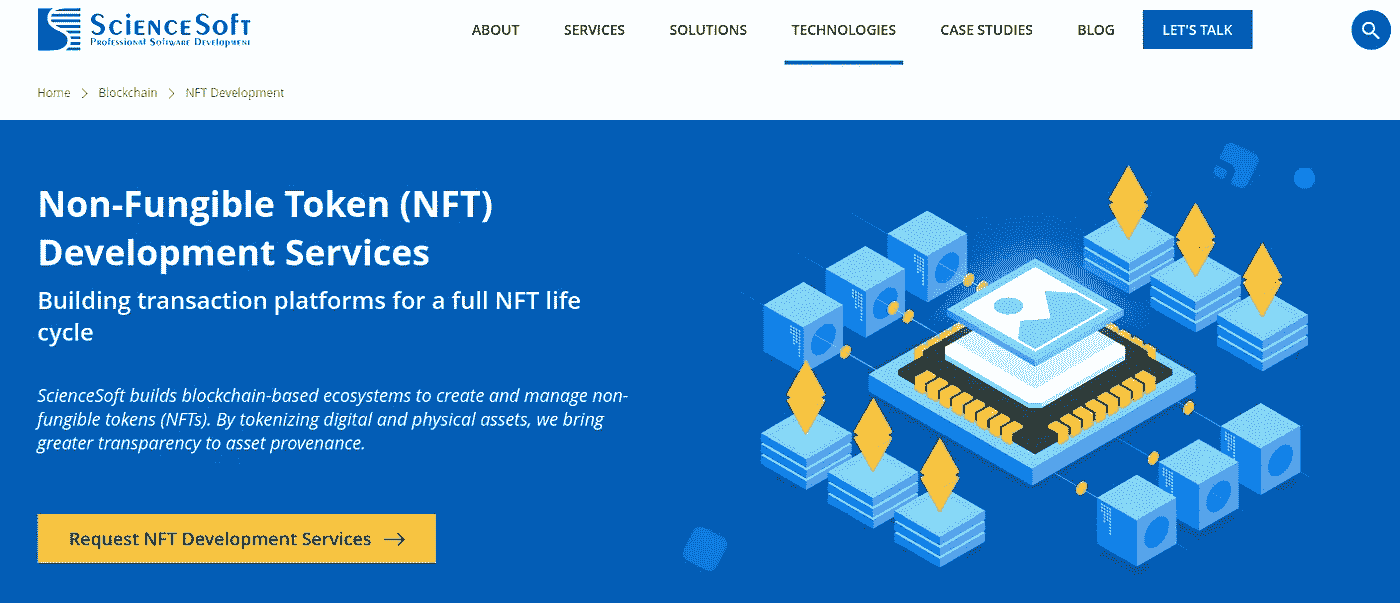 ScienceSoft
Professional Software Development
ABOUT SERVICES SOLUTIONS TECHNOLOGIES CASE STUDIES BLOG LET'S TALK
Home > Blockchain > NFT Development
Non-Fungible Token (NFT)
Development Services
Building transaction platforms for a full NFT life
cycle
ScienceSoft builds blockchain-based ecosystems to create and manage non-
fungible tokens (NFTs). By tokenizing digital and physical assets, we bring
greater transparency to asset provenance.
Request NFT Development Services →